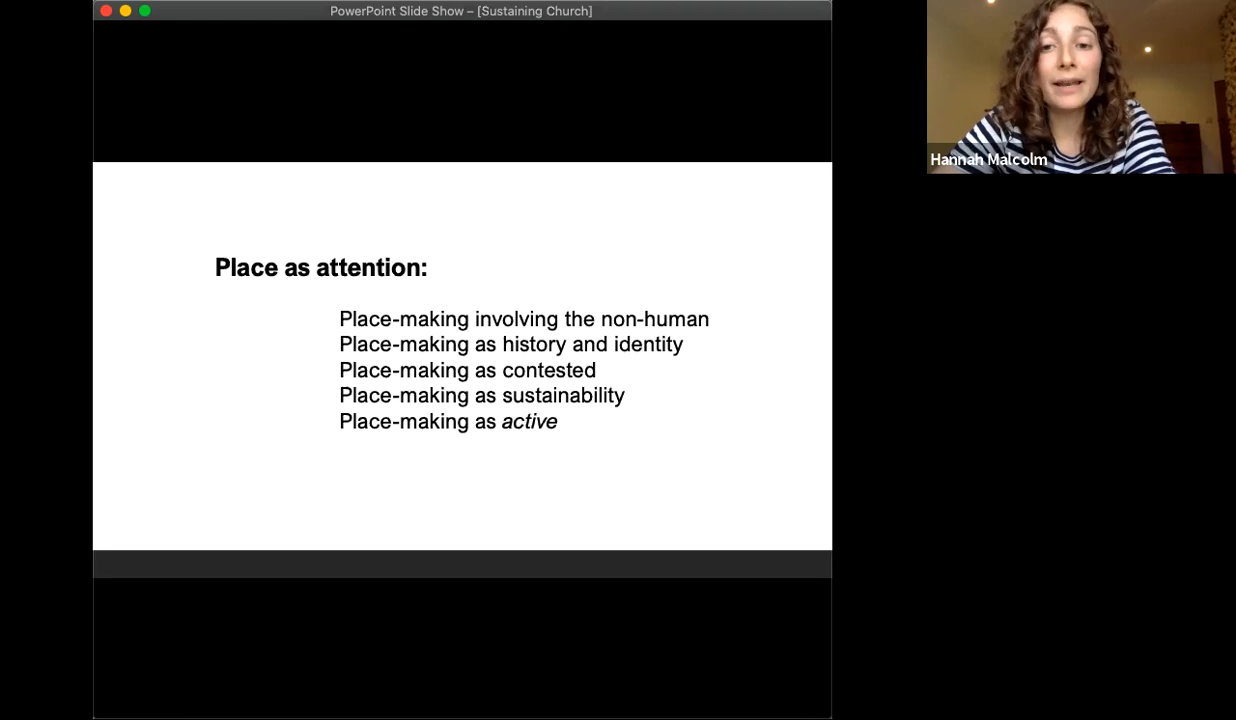 PowerPoint Slide Show – [Sustaining Church]
Hannah Malcolm
Place as attention:
Place-making involving the non-human
Place-making as history and identity
Place-making as contested
Place-making as sustainability
Place-making as active